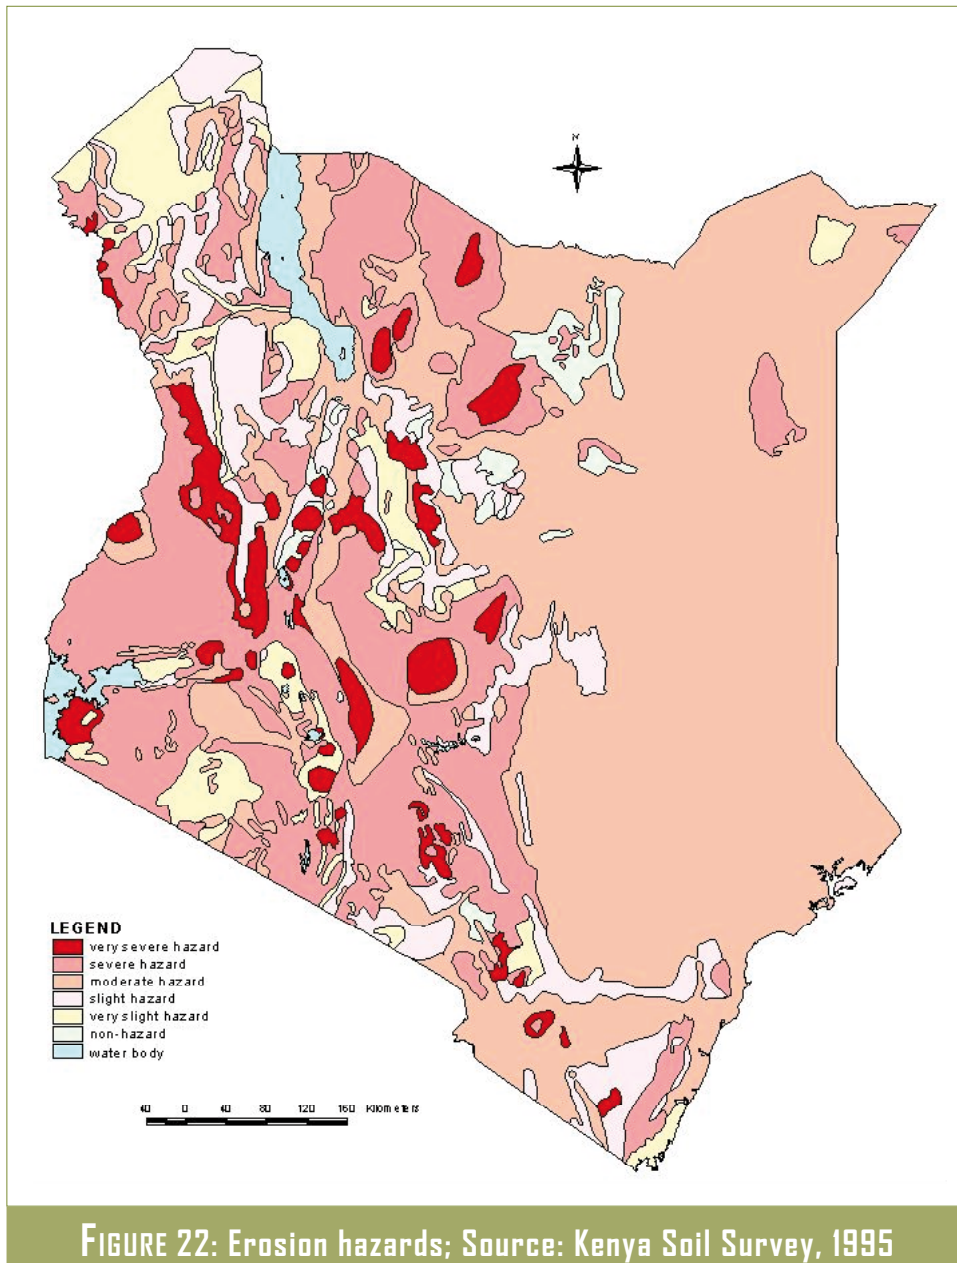 N
LEGEND
very severe hazard
severe hazard
moderate hazard
slight hazard
very slight hazard
non-hazard
water body
40 0 40 80 120 160 Kilometers
FIGURE 22: Erosion hazards; Source: Kenya Soil Survey, 1995